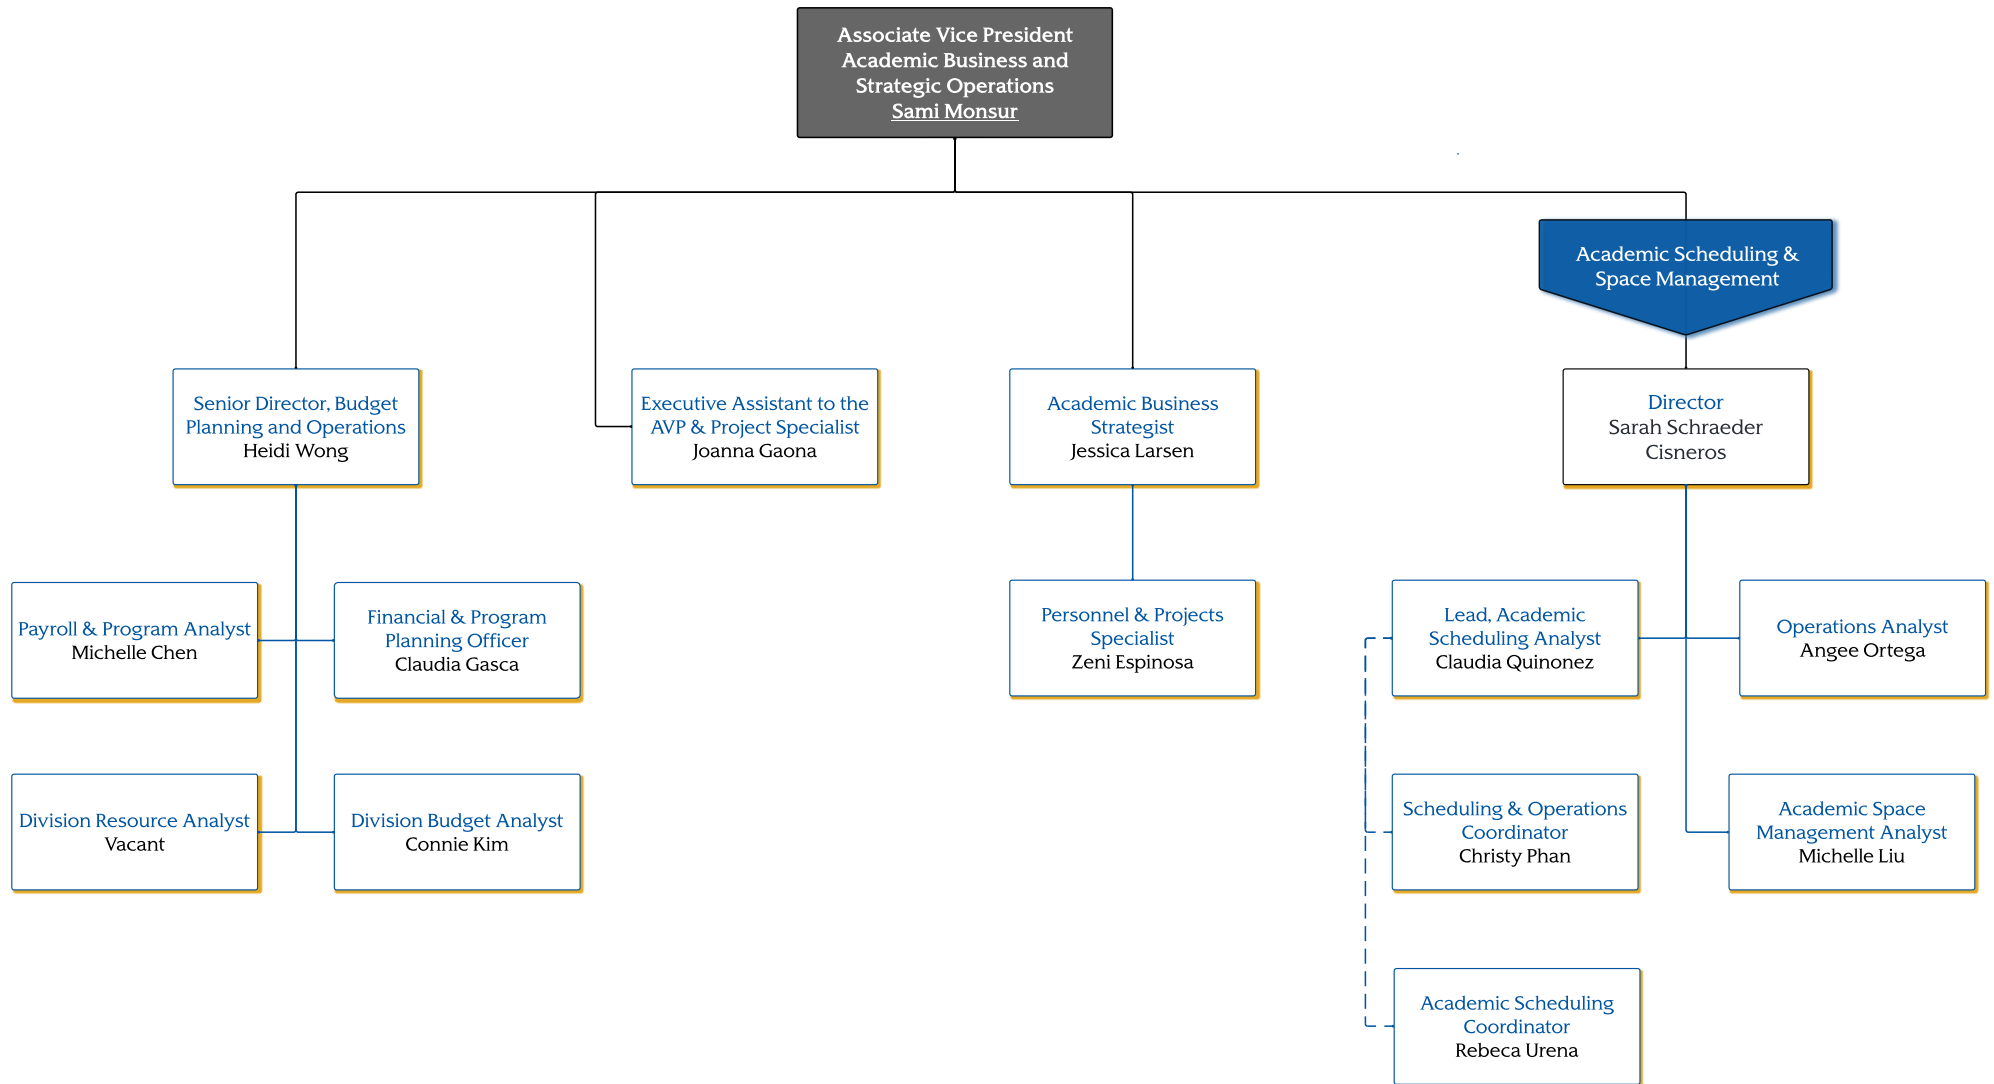 Associate Vice President
Academic Business and
Strategic Operations
Sami Monsur
Academic Scheduling &
Space Management
Senior Director, Budget
Planning and Operations
Heidi Wong
Executive Assistant to the
AVP & Project Specialist
Joanna Gaona
Academic Business
Strategist
Jessica Larsen
Director
Sarah Schraeder
Cisneros
Payroll & Program Analyst
Michelle Chen
Financial & Program
Planning Officer
Claudia Gasca
Personnel & Projects
Specialist
Zeni Espinosa
Lead, Academic
Scheduling Analyst
Claudia Quinonez
Operations Analyst
Angee Ortega
Division Resource Analyst
Vacant
Division Budget Analyst
Connie Kim
Scheduling & Operations
Coordinator
Christy Phan
Academic Space
Management Analyst
Michelle Liu
Academic Scheduling
Coordinator
Rebeca Urena